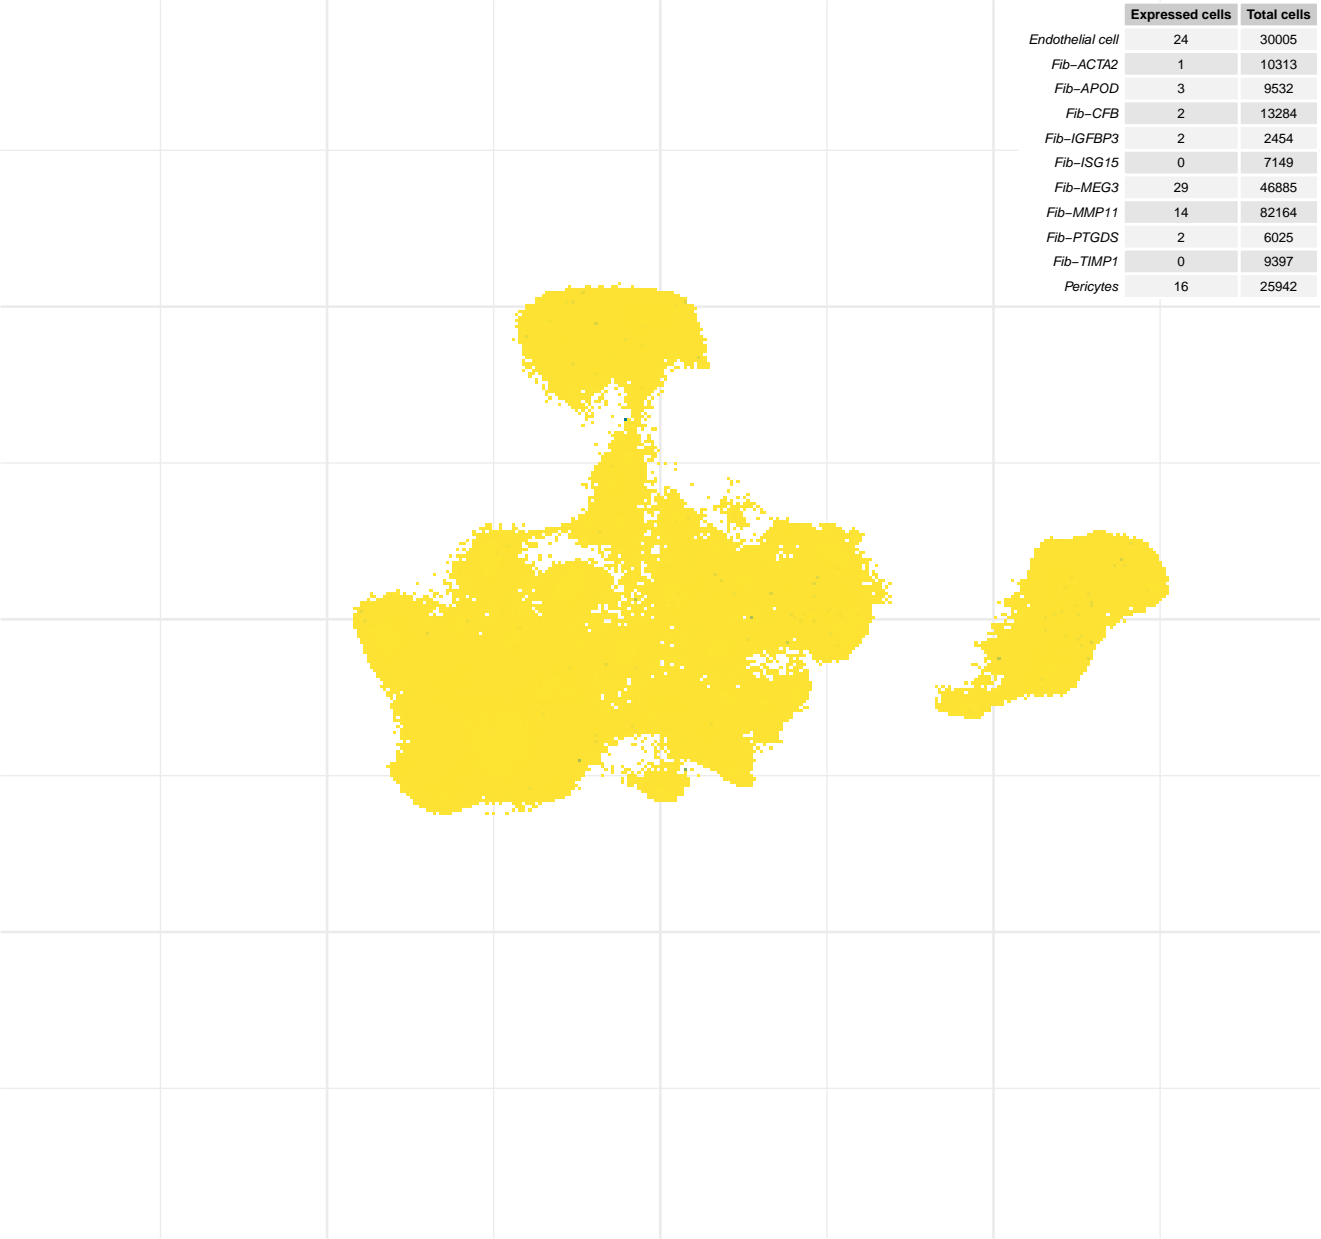 Expressed cells Total cells
Endothelial cell 24 30005
Fib−ACTA2 1 10313
Fib−APOD 3 9532
Fib−CFB 2 13284
Fib−IGFBP3 2 2454
Fib−ISG15 0 7149
Fib−MEG3 29 46885
Fib−MMP11 14 82164
Fib−PTGDS 2 6025
Fib−TIMP1 0 9397
Pericytes 16 25942